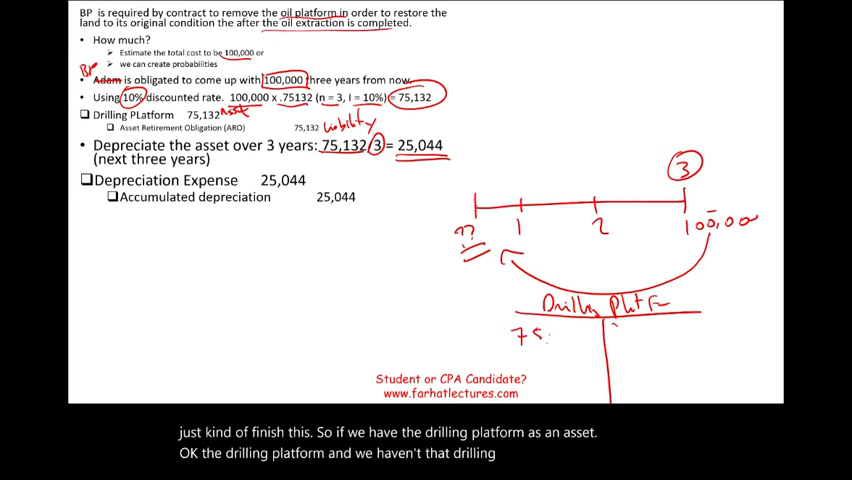 BP is required by contract to remove the oil platform in order to restore the
land to its original condition the after the oil extraction is completed.
• How much?
➢ Estimate the total cost to be 100,000 or
➢ we can create probabilities
BP
• Adam is obligated to come up with 100,000 three years from now.
• Using 10% discounted rate. 100,000 x .75132 (n = 3, I = 10%) = 75,132
❑ Drilling PLatform 75,132 Asset
❑ Asset Retirement Obligation (ARO) 75,132 Liability
• Depreciate the asset over 3 years: 75,132/3 = 25,044
(next three years)
❑Depreciation Expense 25,044
❑Accumulated depreciation 25,044
3
?? 1 2 100,000
Drilling Platf
75
Student or CPA Candidate?
www.farhatlectures.com
just kind of finish this. So if we have the drilling platform as an asset.
OK the drilling platform and we haven't that drilling